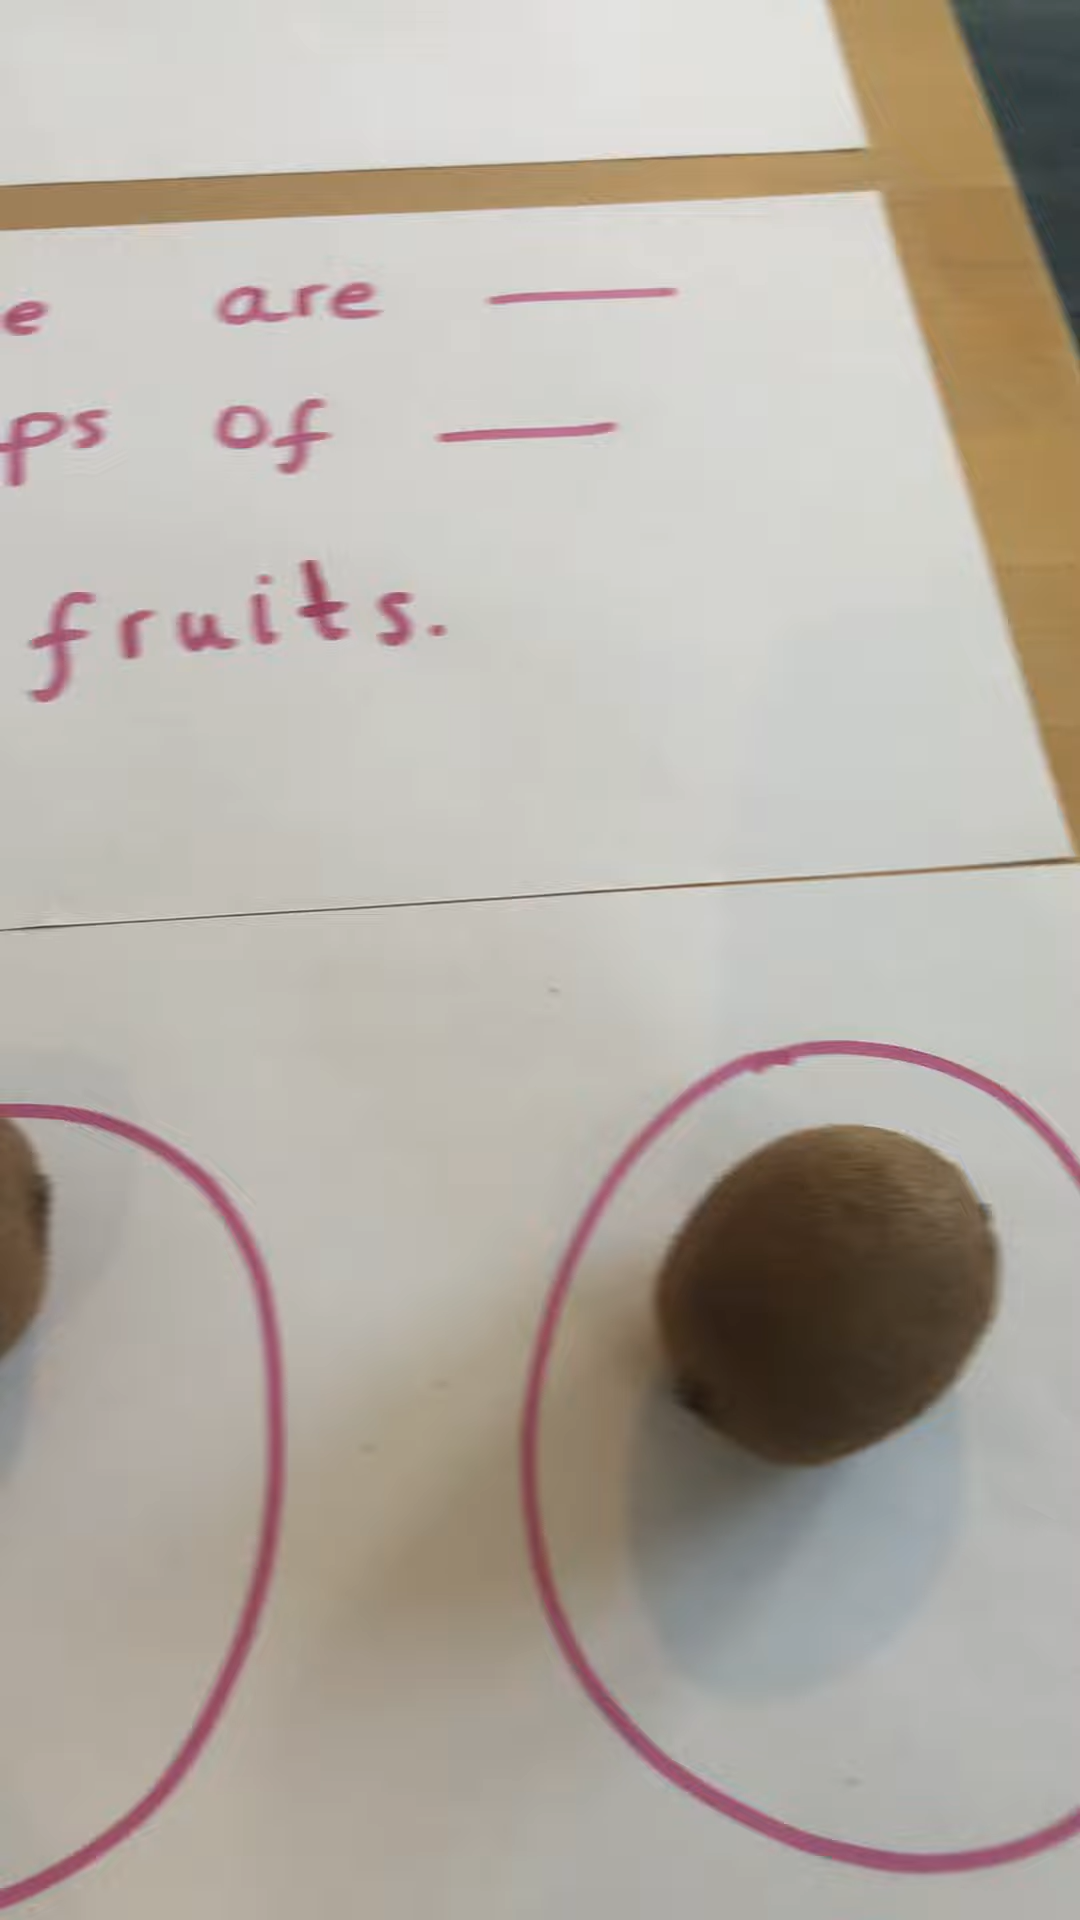 are ___
of ___
fruits.